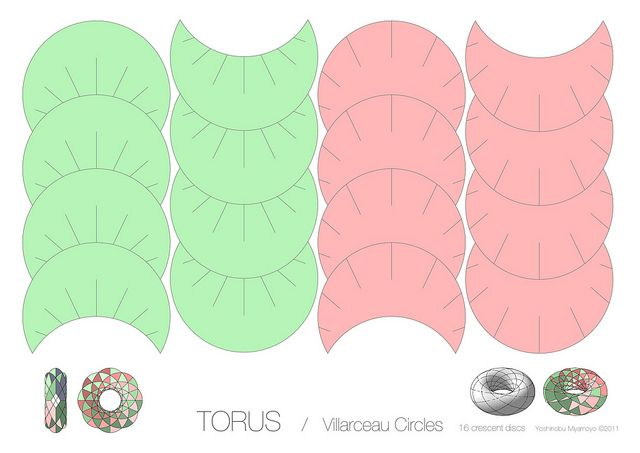 TORUS / Villarceau Circles 16 crescent discs Yoshinobu Miyamoyo ©2011